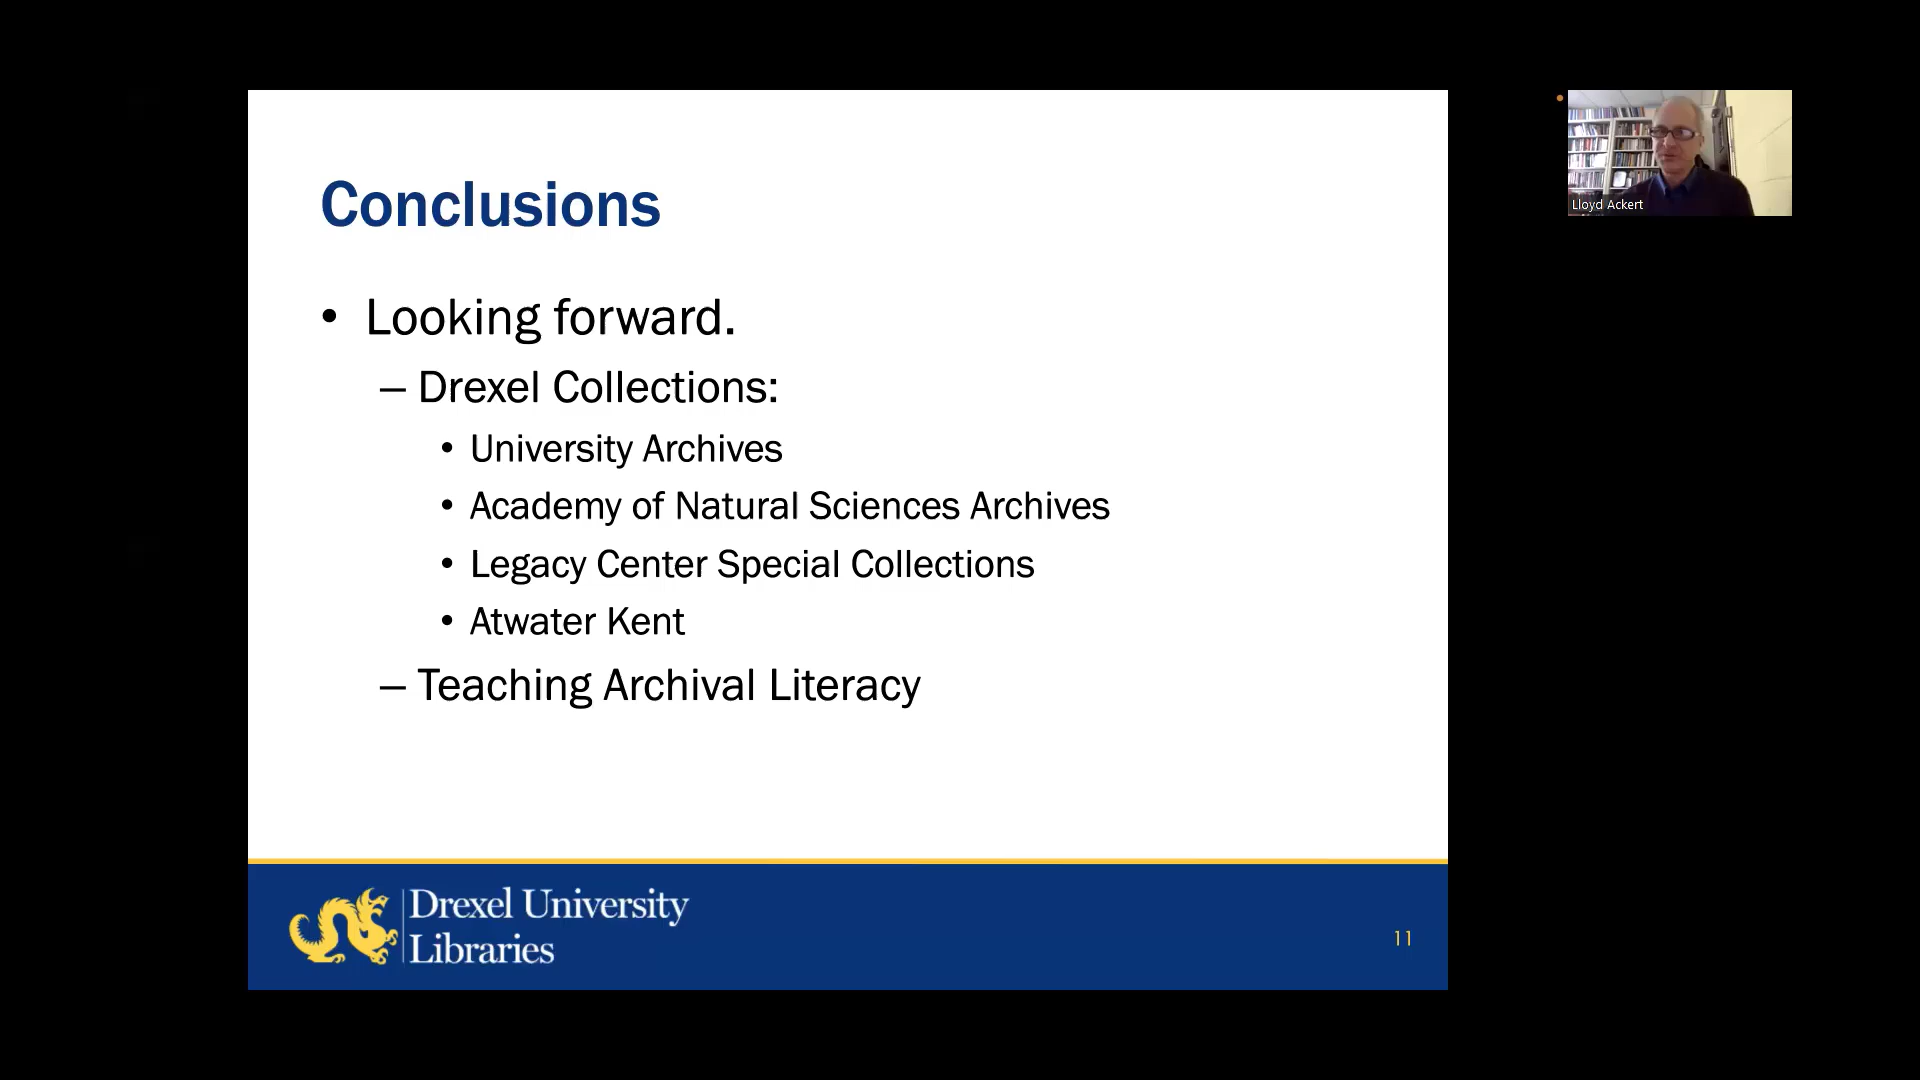 Conclusions
• Looking forward.
– Drexel Collections:
• University Archives
• Academy of Natural Sciences Archives
• Legacy Center Special Collections
• Atwater Kent
– Teaching Archival Literacy
Drexel University
Libraries
11
Lloyd Ackert